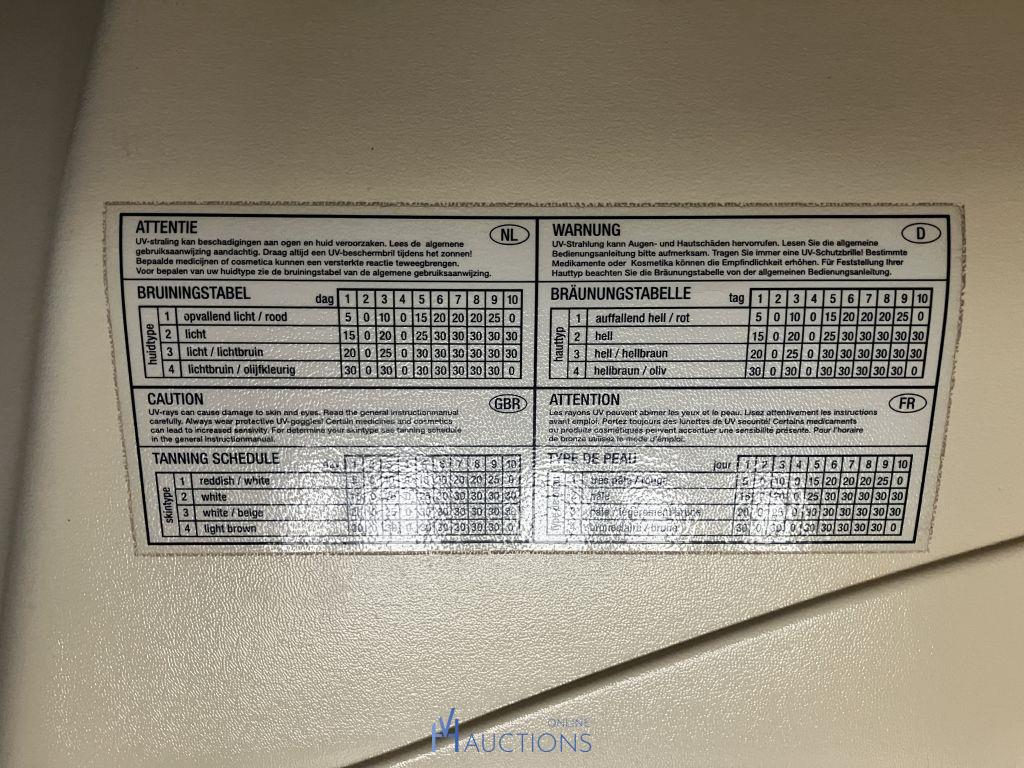 ATTENTIE
NL
UV-straling kan beschadigingen aan ogen en huid veroorzaken. Lees de algemene
gebruiksaanwijzing aandachtig. Draag altijd een UV-beschermbril tijdens het zonnen!
Bepaalde medicijnen of cosmetica kunnen een versterkte reactie teweegbrengen.
Voor bepalen van uw huidtype zie de bruiningstabel van de algemene gebruiksaanwijzing.
BRUININGSTABEL dag 1 2 3 4 5 6 7 8 9 10
huidtype
1 opvallend licht / rood 5 0 10 0 15 20 20 20 25 0
2 licht 15 0 20 0 25 30 30 30 30 30
3 licht / lichtbruin 20 0 25 0 30 30 30 30 30 30
4 lichtbruin / olijfkleurig 30 0 30 0 30 30 30 30 30 0
WARNUNG
D
UV-Strahlung kann Augen- und Hautschäden hervorrufen. Lesen Sie die allgemeine
Bedienungsanleitung bitte aufmerksam. Tragen Sie immer eine UV-Schutzbrille! Bestimmte
Medikamente oder Kosmetika können die Empfindlichkeit erhöhen. Für Feststellung Ihrer
Hauttyp beachten Sie die Bräunungstabelle von der allgemeinen Bedienungsanleitung.
BRÄUNUNGSTABELLE tag 1 2 3 4 5 6 7 8 9 10
hauttyp
1 auffallend hell / rot 5 0 10 0 15 20 20 20 25 0
2 hell 15 0 20 0 25 30 30 30 30 30
3 hell / hellbraun 20 0 25 0 30 30 30 30 30 30
4 hellbraun / oliv 30 0 30 0 30 30 30 30 30 0
CAUTION
GBR
UV-rays can cause damage to skin and eyes. Read the general instructionmanual
carefully. Always wear protective UV-goggles! Certain medicines and cosmetics
can lead to increased sensivity. For determine your skintype see tanning schedule
in the general instructionmanual.
TANNING SCHEDULE 1 6 7 8 9 10
skintype
1 reddish / white 20 20 25 0
2 white 30 30 30 30
3 white / beige 30 30 30
4 light brown 30 30 30 0
ATTENTION
FR
Les rayons UV peuvent abimer les yeux et le peau. Lisez attentivement les instructions
avant emploi. Portez toujours des lunettes de UV securité! Certains medicaments
ou produits cosmétiques pervent accentuer une sensibilité présente. Pour l'horaire
de bronze utilisez le mode d'émploi.
TYPE DE PEAU jour 1 2 3 4 5 6 7 8 9 10
1 tres pâle / rouge 5 0 10 0 15 20 20 20 25 0
2 pâle 0 25 30 30 30 30 30
20 0 0 30 30 30 30 30 30
30 0 30 0 30 30 30 30 30 0
ONLINE
AUCTIONS